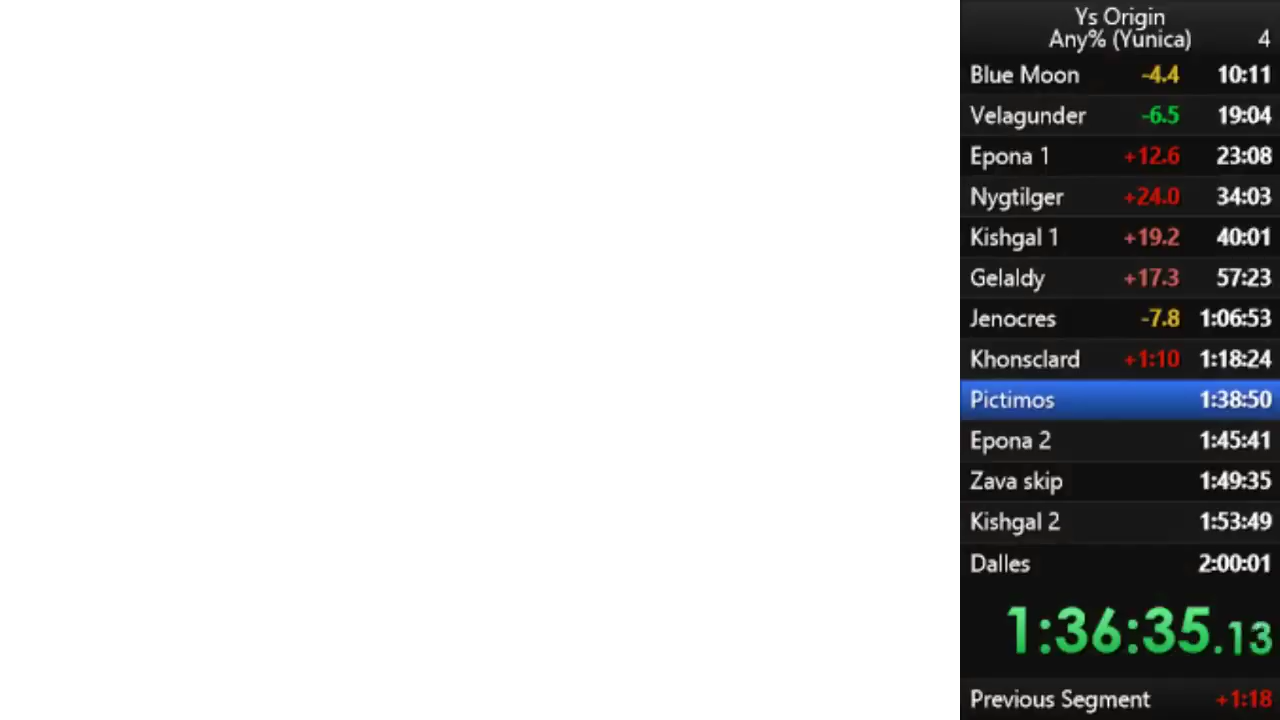 Ys Origin
Any% (Yunica) 4
Blue Moon -4.4 10:11
Velagunder -6.5 19:04
Epona 1 +12.6 23:08
Nygtilger +24.0 34:03
Kishgal 1 +19.2 40:01
Gelaldy +17.3 57:23
Jenocres -7.8 1:06:53
Khonsclard +1:10 1:18:24
Pictimos 1:38:50
Epona 2 1:45:41
Zava skip 1:49:35
Kishgal 2 1:53:49
Dalles 2:00:01
1:36:35.13
Previous Segment +1:18